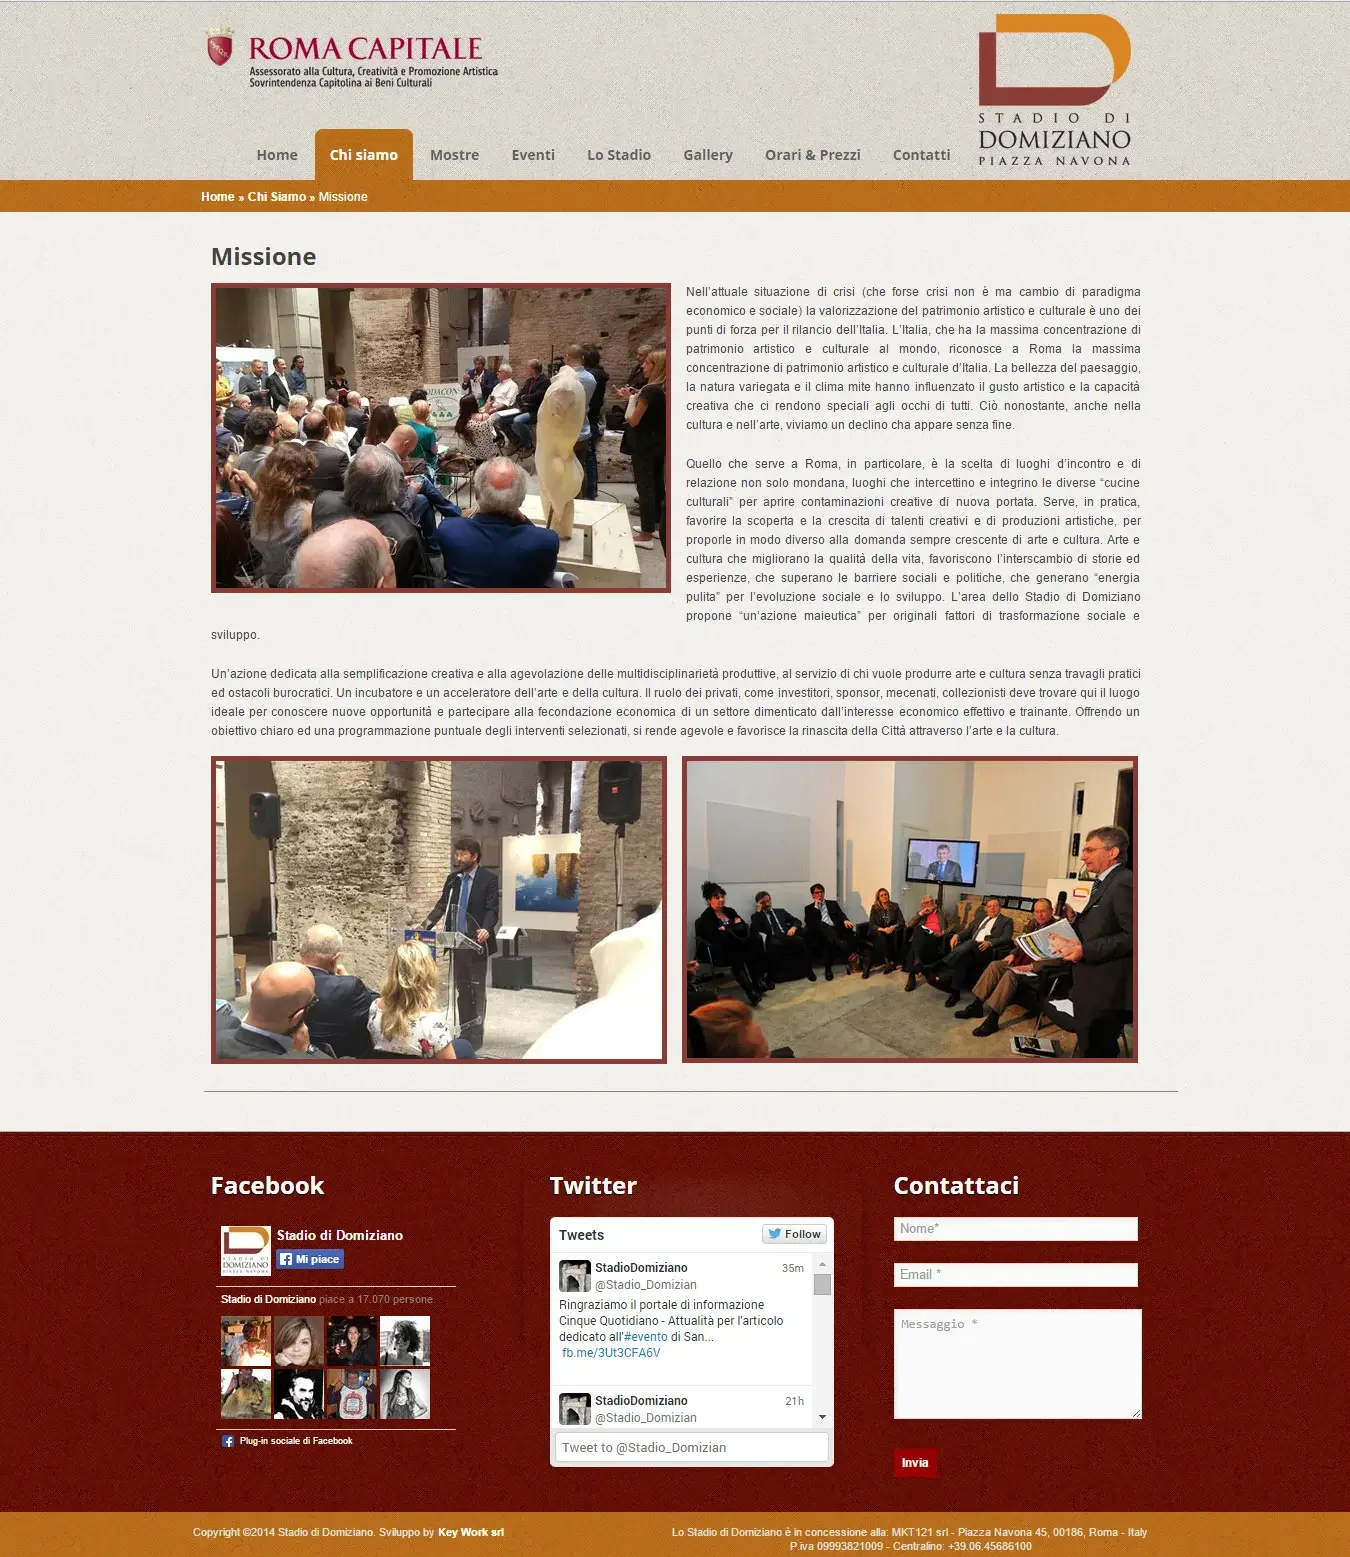 ROMA CAPITALE
Assessorato alla Cultura, Creatività e Promozione Artistica
Sovrintendenza Capitolina ai Beni Culturali
STADIO DI
DOMIZIANO
PIAZZA NAVONA
Home Chi siamo Mostre Eventi Lo Stadio Gallery Orari & Prezzi Contatti
Home » Chi Siamo » Missione
Missione
Nell'attuale situazione di crisi (che forse crisi non è ma cambio di paradigma
economico e sociale) la valorizzazione del patrimonio artistico e culturale è uno dei
punti di forza per il rilancio dell'Italia. L'Italia, che ha la massima concentrazione di
patrimonio artistico e culturale al mondo, riconosce a Roma la massima
concentrazione di patrimonio artistico e culturale d'Italia. La bellezza del paesaggio,
la natura variegata e il clima mite hanno influenzato il gusto artistico e la capacità
creativa che ci rendono speciali agli occhi di tutti. Ciò nonostante, anche nella
cultura e nell'arte, viviamo un declino cha appare senza fine.
Quello che serve a Roma, in particolare, è la scelta di luoghi d'incontro e di
relazione non solo mondana, luoghi che intercettino e integrino le diverse “cucine
culturali” per aprire contaminazioni creative di nuova portata. Serve, in pratica,
favorire la scoperta e la crescita di talenti creativi e di produzioni artistiche, per
proporle in modo diverso alla domanda sempre crescente di arte e cultura. Arte e
cultura che migliorano la qualità della vita, favoriscono l'interscambio di storie ed
esperienze, che superano le barriere sociali e politiche, che generano “energia
pulita” per l'evoluzione sociale e lo sviluppo. L'area dello Stadio di Domiziano
propone “un'azione maieutica” per originali fattori di trasformazione sociale e
sviluppo.
Un'azione dedicata alla semplificazione creativa e alla agevolazione delle multidisciplinarietà produttive, al servizio di chi vuole produrre arte e cultura senza travagli pratici
ed ostacoli burocratici. Un incubatore e un acceleratore dell'arte e della cultura. Il ruolo dei privati, come investitori, sponsor, mecenati, collezionisti deve trovare qui il luogo
ideale per conoscere nuove opportunità e partecipare alla fecondazione economica di un settore dimenticato dall'interesse economico effettivo e trainante. Offrendo un
obiettivo chiaro ed una programmazione puntuale degli interventi selezionati, si rende agevole e favorisce la rinascita della Città attraverso l'arte e la cultura.
Facebook
Stadio di Domiziano
Mi piace
Stadio di Domiziano piace a 17.070 persone.
Plug-in sociale di Facebook
Twitter
Tweets Follow
StadioDomiziano 35m
@Stadio_Domizian
Ringraziamo il portale di informazione
Cinque Quotidiano - Attualità per l'articolo
dedicato all'#evento di San...
fb.me/3Ut3CFA6V
StadioDomiziano 21h
@Stadio_Domizian
Tweet to @Stadio_Domizian
Contattaci
Nome*
Email *
Messaggio *
Invia
Copyright ©2014 Stadio di Domiziano. Sviluppo by Key Work srl
Lo Stadio di Domiziano è in concessione alla: MKT121 srl - Piazza Navona 45, 00186, Roma - Italy
P.iva 09993821009 - Centralino: +39.06.45686100